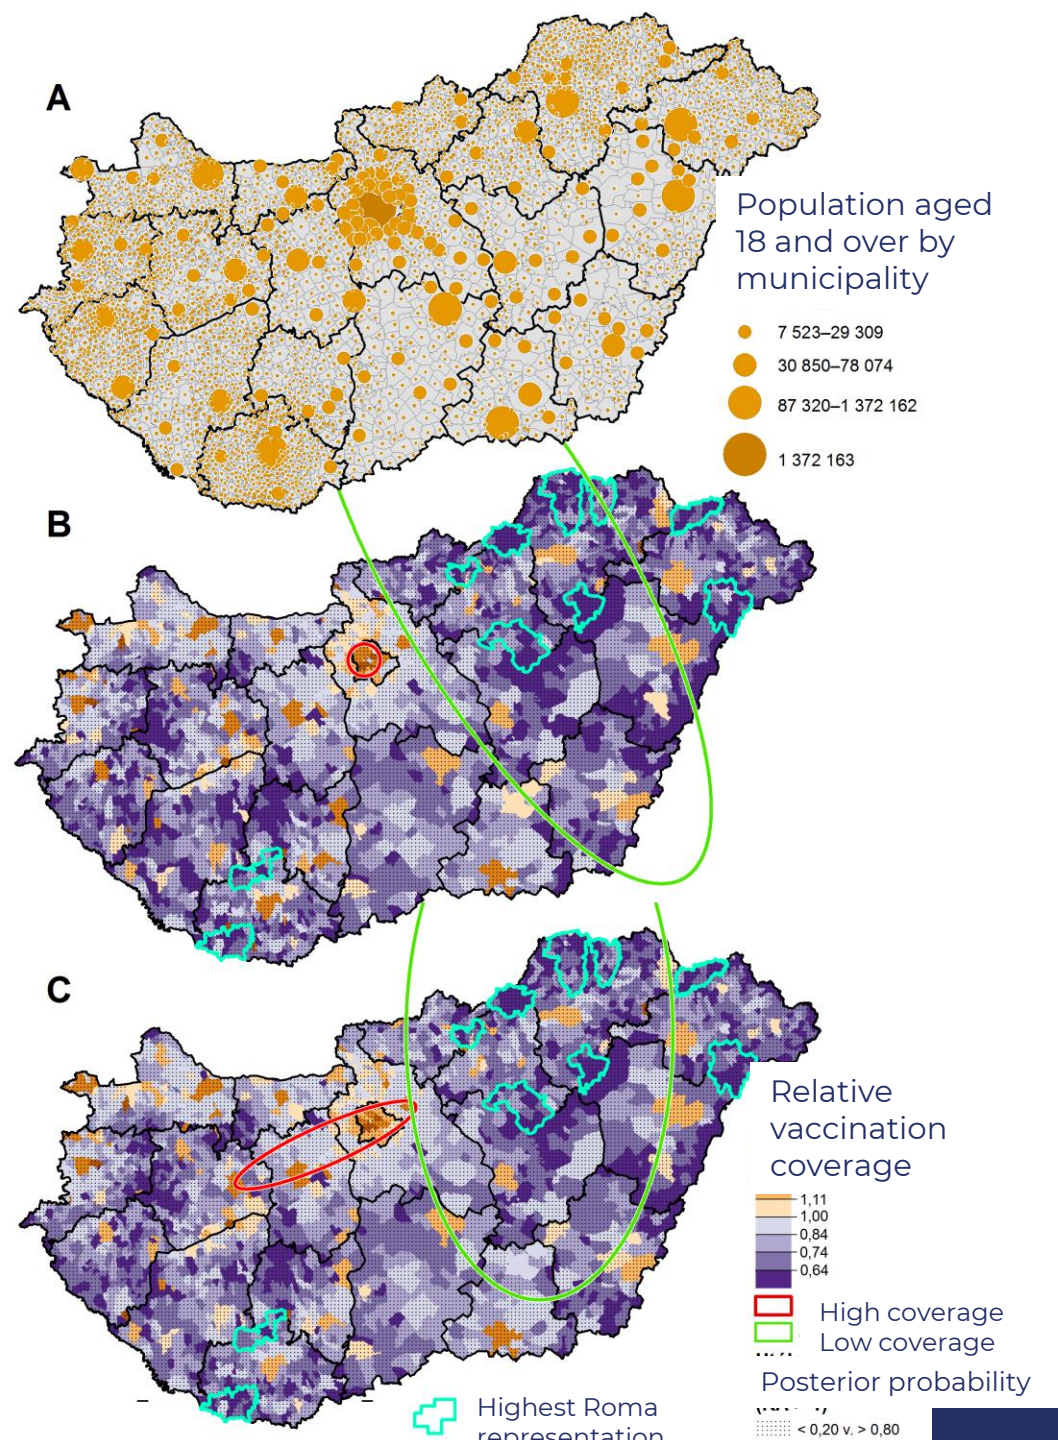 A
Population aged
18 and over by
municipality
7 523–29 309
30 850–78 074
87 320–1 372 162
1 372 163
B
C
Relative
vaccination
coverage
1,11
1,00
0,84
0,74
0,64
High coverage
Low coverage
Posterior probability
Highest Roma
representation
< 0,20 v. > 0,80